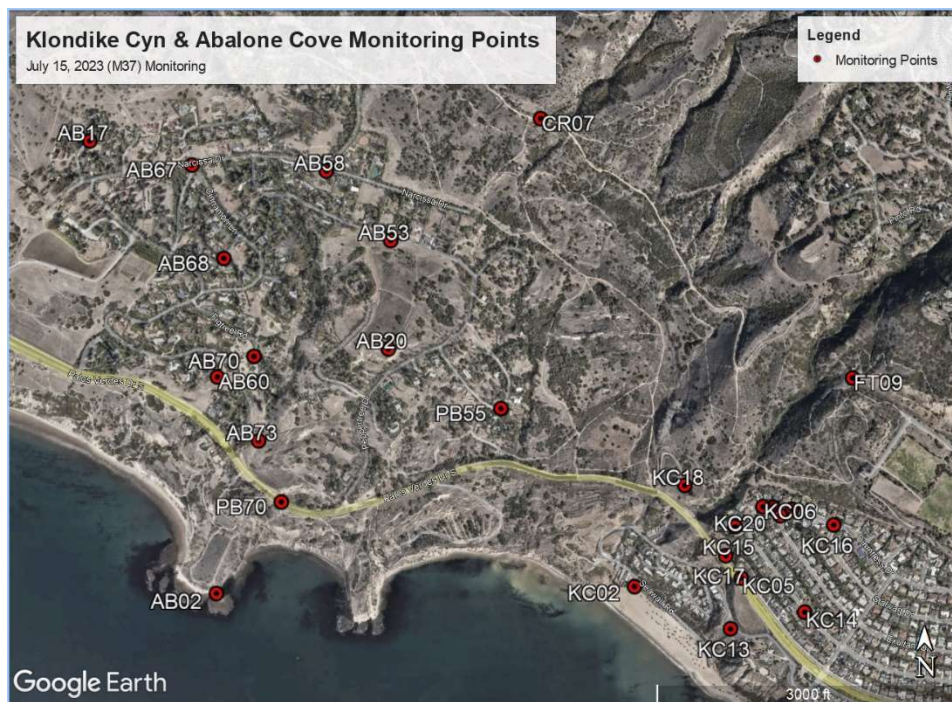 Klondike Cyn & Abalone Cove Monitoring Points
July 15, 2023 (M37) Monitoring
Legend
Monitoring Points
CR07
AB17
AB67
Narcissa Dr
AB58
Narcissa Dr
AB53
AB68
AB20
AB70
AB60
FT09
PB55
AB73
KC18
Palos Verdes Dr S
PB70
KC06
KC20
KC16
KC15
KC17
KC05
KC02
AB02
KC14
KC13
Google Earth
N
3000 ft